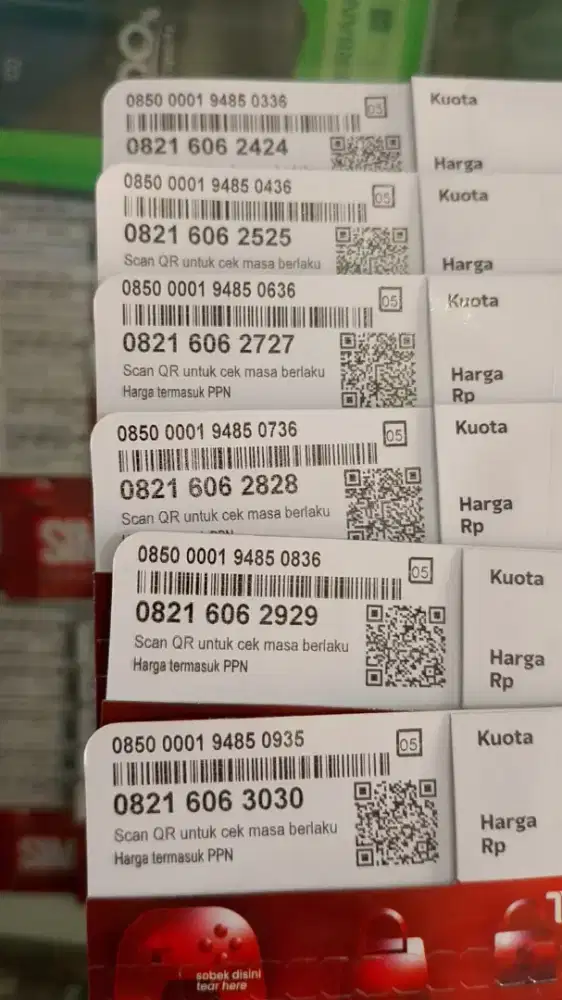 0850 0001 9485 0336
05
0821 606 2424
Kuota
Harga
0850 0001 9485 0436
05
0821 606 2525
Scan QR untuk cek masa berlaku
Kuota
Harga
0850 0001 9485 0636
05
0821 606 2727
Scan QR untuk cek masa berlaku
Harga termasuk PPN
Kuota
Harga
Rp
0850 0001 9485 0736
05
0821 606 2828
Scan QR untuk cek masa berlaku
PPN
Kuota
Harga
Rp
0850 0001 9485 0836
05
0821 606 2929
Scan QR untuk cek masa berlaku
Harga termasuk PPN
Kuota
Harga
Rp
0850 0001 9485 0935
05
0821 606 3030
Scan QR untuk cek masa berlaku
Harga termasuk PPN
Kuota
Harga
Rp
sobek disini
tear here
SIM
SIM